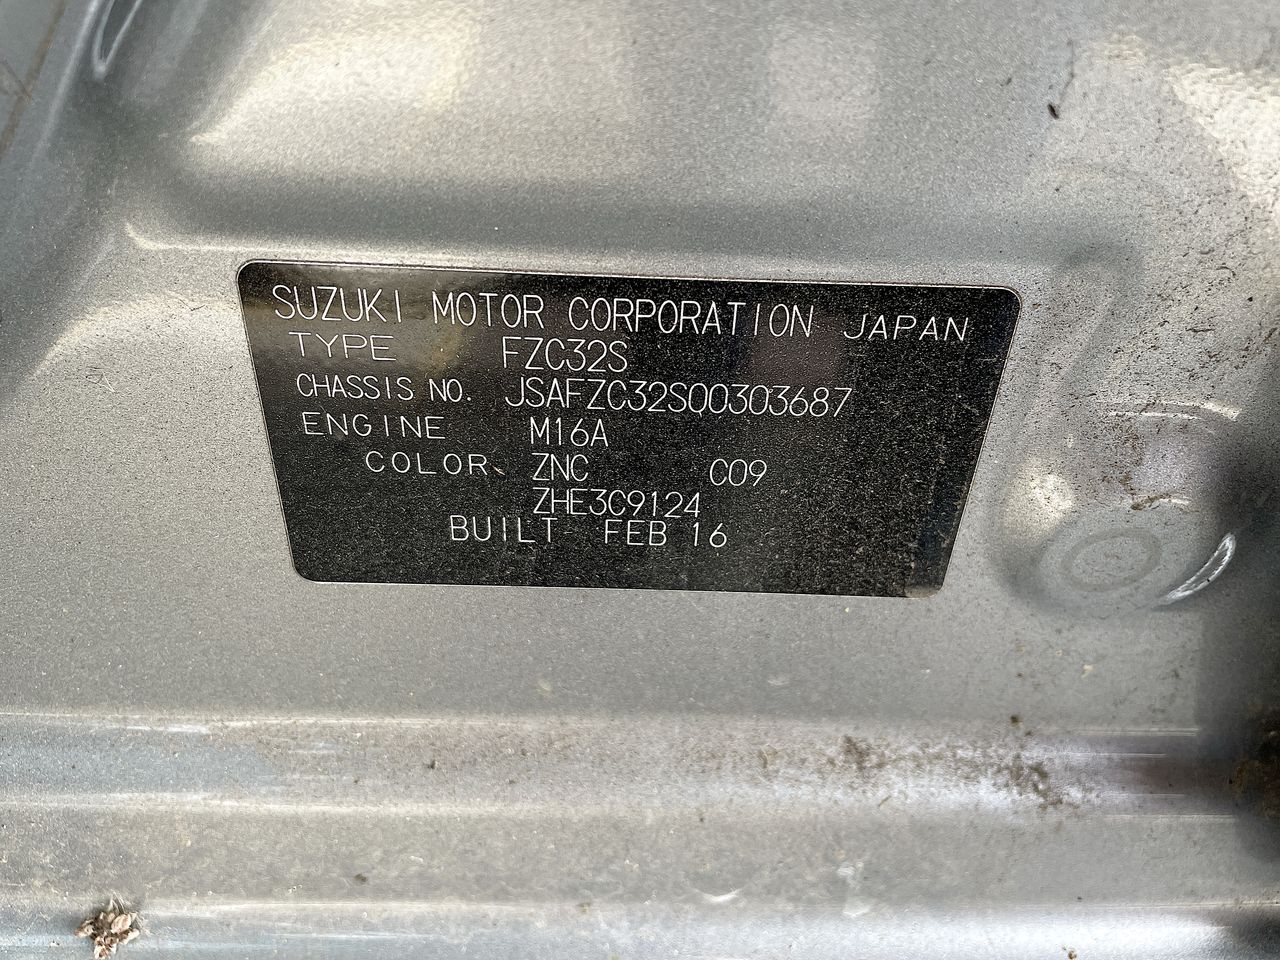 SUZUKI MOTOR CORPORATION JAPAN
TYPE FZC32S
CHASSIS NO. JSAFZC32S00303687
ENGINE M16A
COLOR ZNC C09
ZHE3C9124
BUILT FEB 16